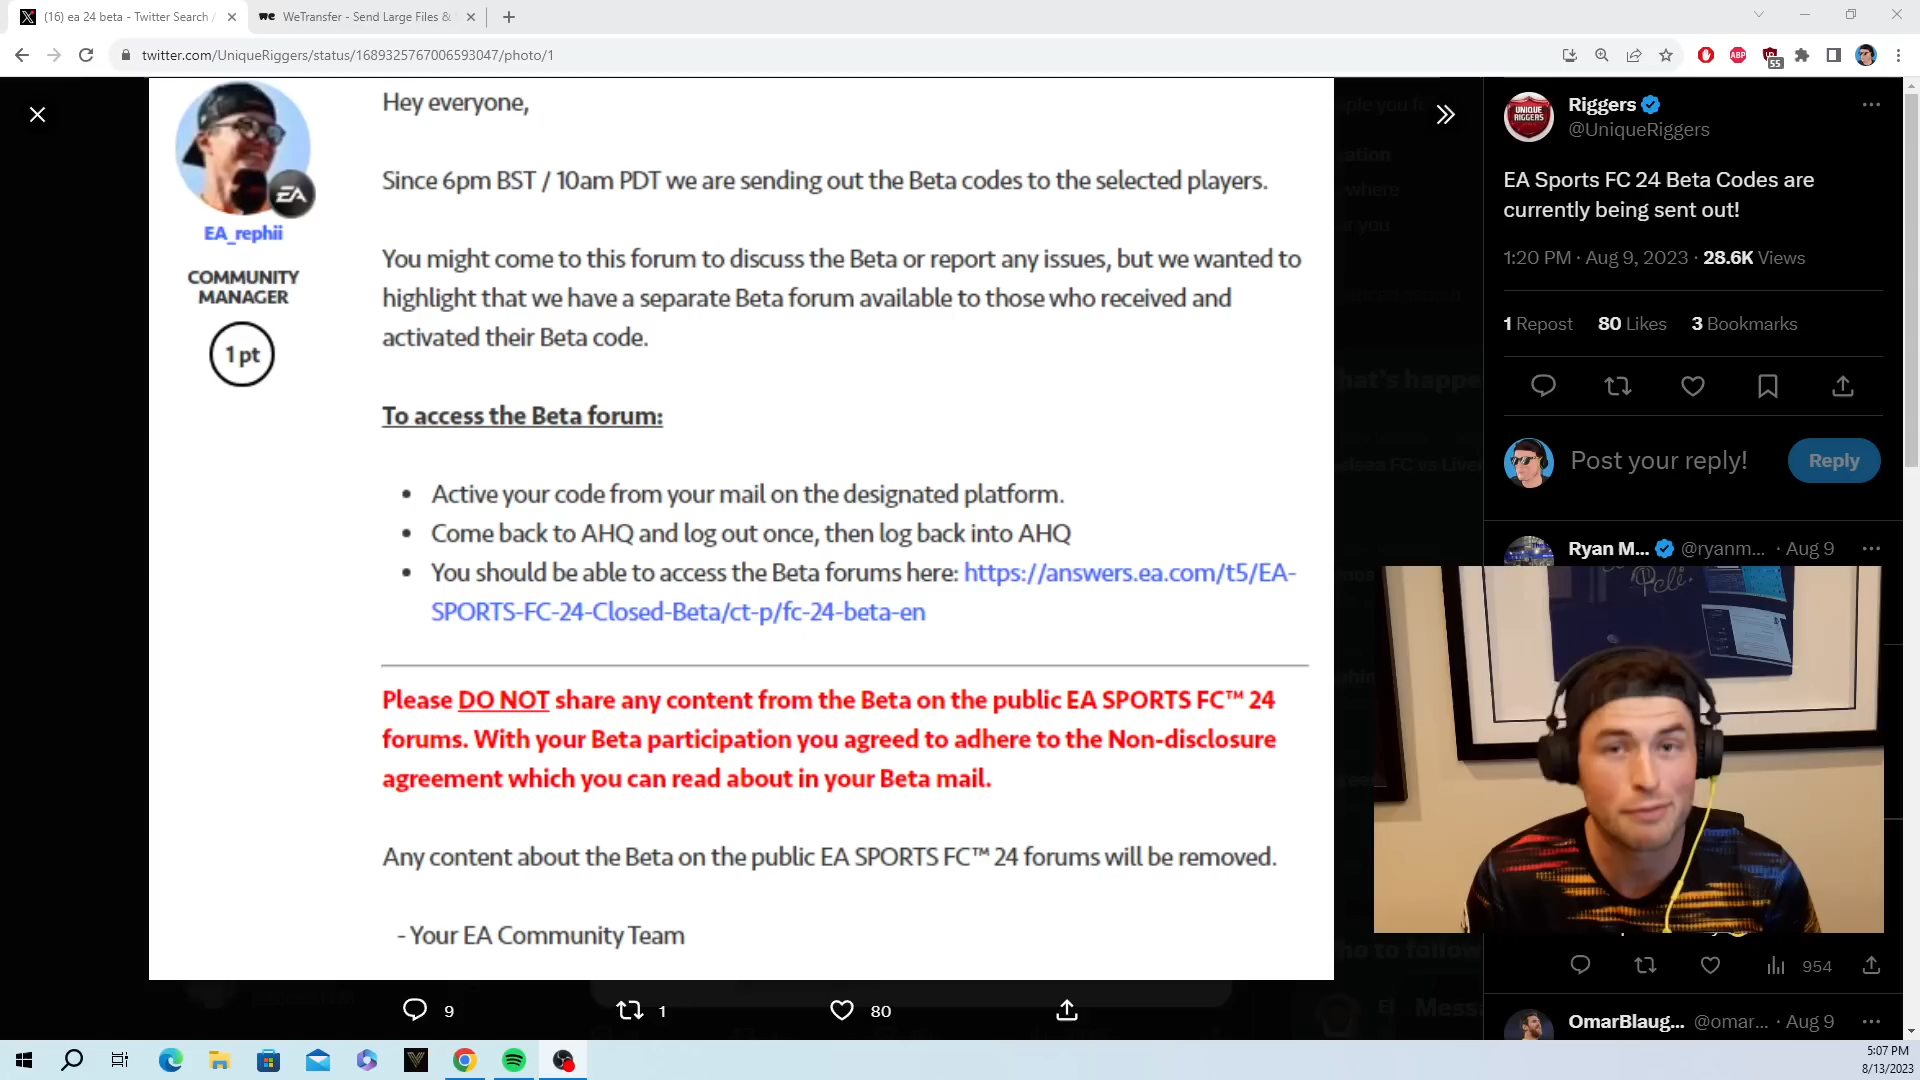 (16) ea 24 beta - Twitter Search /
WeTransfer - Send Large Files &
twitter.com/UniqueRiggers/status/1689325767006593047/photo/1
ABP
55
EA
EA_rephii
COMMUNITY
MANAGER
1 pt
Hey everyone,
Since 6pm BST / 10am PDT we are sending out the Beta codes to the selected players.
You might come to this forum to discuss the Beta or report any issues, but we wanted to
highlight that we have a separate Beta forum available to those who received and
activated their Beta code.
To access the Beta forum:
• Active your code from your mail on the designated platform.
• Come back to AHQ and log out once, then log back into AHQ
• You should be able to access the Beta forums here: https://answers.ea.com/t5/EA-
SPORTS-FC-24-Closed-Beta/ct-p/fc-24-beta-en
Please DO NOT share any content from the Beta on the public EA SPORTS FC™ 24
forums. With your Beta participation you agreed to adhere to the Non-disclosure
agreement which you can read about in your Beta mail.
Any content about the Beta on the public EA SPORTS FC™ 24 forums will be removed.
- Your EA Community Team
9
1
80
UNIQUE
RIGGERS
Riggers
@UniqueRiggers
EA Sports FC 24 Beta Codes are
currently being sent out!
1:20 PM · Aug 9, 2023 · 28.6K Views
1 Repost 80 Likes 3 Bookmarks
Post your reply!
Reply
Ryan M... @ryanm... · Aug 9
954
OmarBlaug... @omar... · Aug 9
5:07 PM
8/13/2023